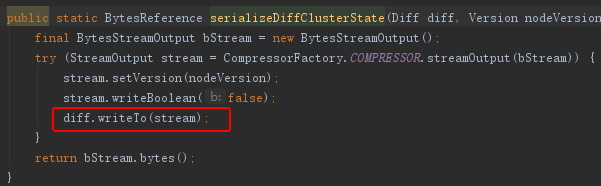 public static BytesReference serializeDiffClusterState(Diff diff, Version nodeVersion
final BytesStreamOutput bStream = new BytesStreamOutput();
try (StreamOutput stream = CompressorFactory.COMPRESSOR.streamOutput(bStream)) {
stream.setVersion(nodeVersion);
stream.writeBoolean( b: false);
diff.writeTo(stream);
}
return bStream.bytes();
}